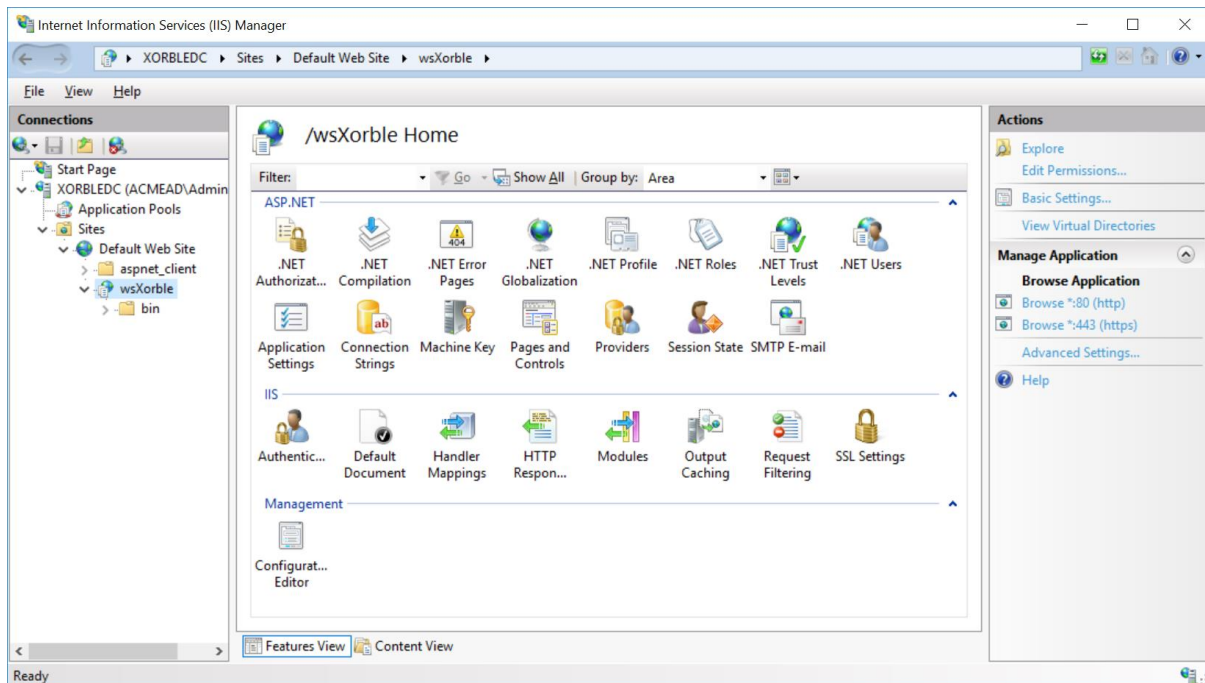 Internet Information Services (IIS) Manager
XORBLEDC Sites Default Web Site wsXorble
File View Help
Connections
Start Page
XORBLEDC (ACMEAD\Admin
Application Pools
Sites
Default Web Site
aspnet_client
wsXorble
bin
/wsXorble Home
Filter: Go Show All Group by: Area
ASP.NET
.NET Authorizat...
.NET Compilation
404
.NET Error Pages
.NET Globalization
.NET Profile
.NET Roles
.NET Trust Levels
.NET Users
Application Settings
ab
Connection Strings
Machine Key
Pages and Controls
Providers
Session State
SMTP E-mail
IIS
Authentic...
Default Document
Handler Mappings
HTTP Respon...
Modules
Output Caching
Request Filtering
SSL Settings
Management
Configurat... Editor
Features View Content View
Actions
Explore
Edit Permissions...
Basic Settings...
View Virtual Directories
Manage Application
Browse Application
Browse *:80 (http)
Browse *:443 (https)
Advanced Settings...
Help
Ready